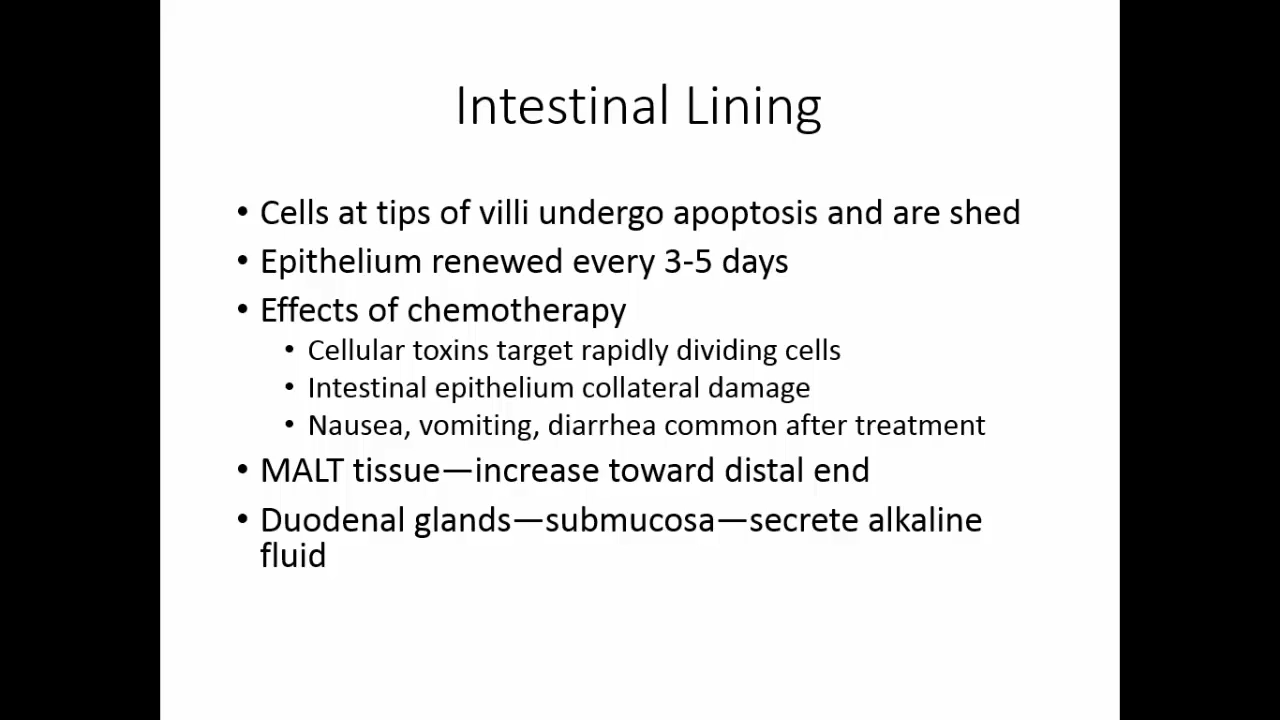 Intestinal Lining
• Cells at tips of villi undergo apoptosis and are shed
• Epithelium renewed every 3-5 days
• Effects of chemotherapy
• Cellular toxins target rapidly dividing cells
• Intestinal epithelium collateral damage
• Nausea, vomiting, diarrhea common after treatment
• MALT tissue—increase toward distal end
• Duodenal glands—submucosa—secrete alkaline
fluid